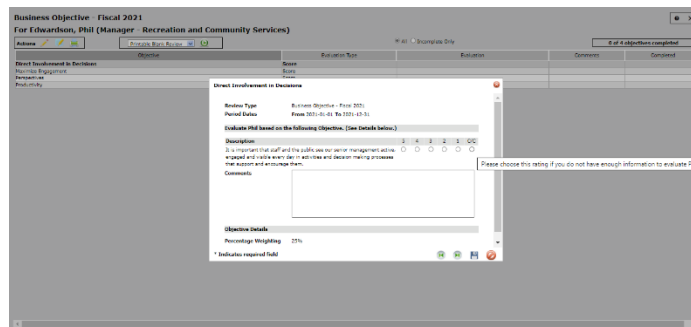 Business Objective - Fiscal 2021
For Edwardson, Phil (Manager - Recreation and Community Services)
Actions
Printable Blank Review
All Incomplete Only
0 of 4 objectives completed
Objective Evaluation Type Evaluation Comments Completed
Direct Involvement in Decisions Score
Maximize Engagement Score
Perspectives Score
Productivity
Direct Involvement in Decisions
Review Type Business Objective - Fiscal 2021
Period Dates From 2021-01-01 To 2021-12-31
Evaluate Phil based on the following Objective. (See Details below.)
Description 5 4 3 2 1 C/C
It is important that staff and the public see our senior management active,
engaged and visible every day in activities and decision making processes
that support and encourage them.
Please choose this rating if you do not have enough information to evaluate P
Comments
Objective Details
Percentage Weighting 25%
* Indicates required field